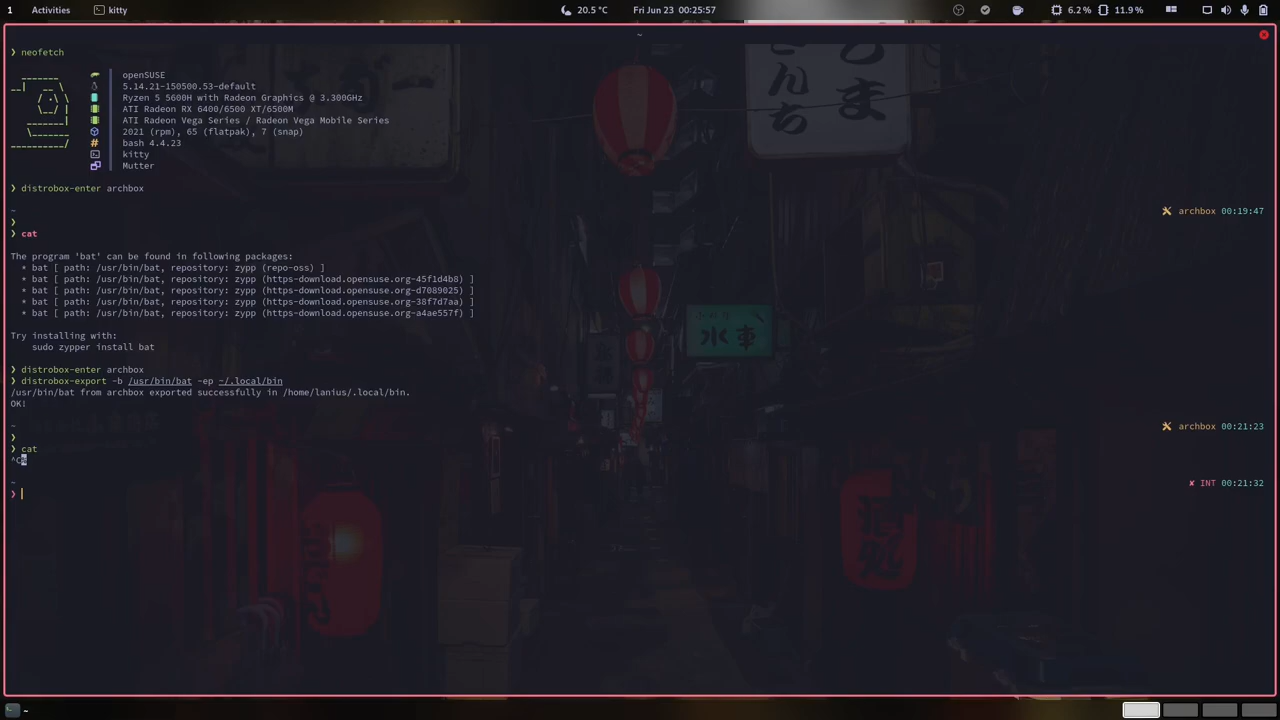 1 Activities kitty 20.5 °C Fri Jun 23 00:25:57 6.2 % 11.9 %
~
❯ neofetch
openSUSE
5.14.21-150500.53-default
Ryzen 5 5600H with Radeon Graphics @ 3.300GHz
ATI Radeon RX 6400/6500 XT/6500M
ATI Radeon Vega Series / Radeon Vega Mobile Series
2021 (rpm), 65 (flatpak), 7 (snap)
# bash 4.4.23
kitty
Mutter
❯ distrobox-enter archbox
~ archbox 00:19:47
❯
❯ cat
The program 'bat' can be found in following packages:
* bat [ path: /usr/bin/bat, repository: zypp (repo-oss) ]
* bat [ path: /usr/bin/bat, repository: zypp (https-download.opensuse.org-45f1d4b8) ]
* bat [ path: /usr/bin/bat, repository: zypp (https-download.opensuse.org-d7089025) ]
* bat [ path: /usr/bin/bat, repository: zypp (https-download.opensuse.org-38f7d7aa) ]
* bat [ path: /usr/bin/bat, repository: zypp (https-download.opensuse.org-a4ae557f) ]
Try installing with:
sudo zypper install bat
❯ distrobox-enter archbox
❯ distrobox-export -b /usr/bin/bat -ep ~/.local/bin
/usr/bin/bat from archbox exported successfully in /home/lanius/.local/bin.
OK!
~ archbox 00:21:23
❯
❯ cat
^C
~ ✘ INT 00:21:32
❯
水車
~